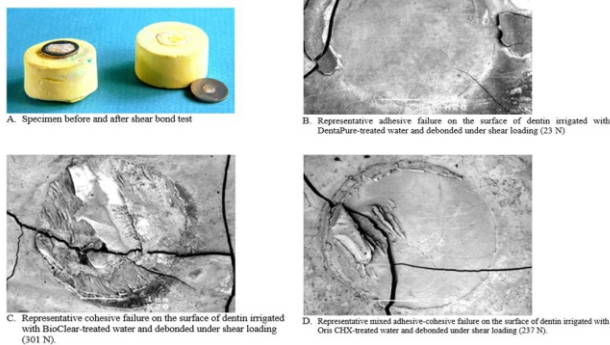 A. Specimen before and after shear bond test
B. Representative adhesive failure on the surface of dentin irrigated with
DentaPure-treated water and debonded under shear loading (23 N)
C. Representative cohesive failure on the surface of dentin irrigated
with BioClear-treated water and debonded under shear loading
(301 N).
D. Representative mixed adhesive-cohesive failure on the surface of dentin irrigated with
Oris CHX-treated water and debonded under shear loading (237 N).